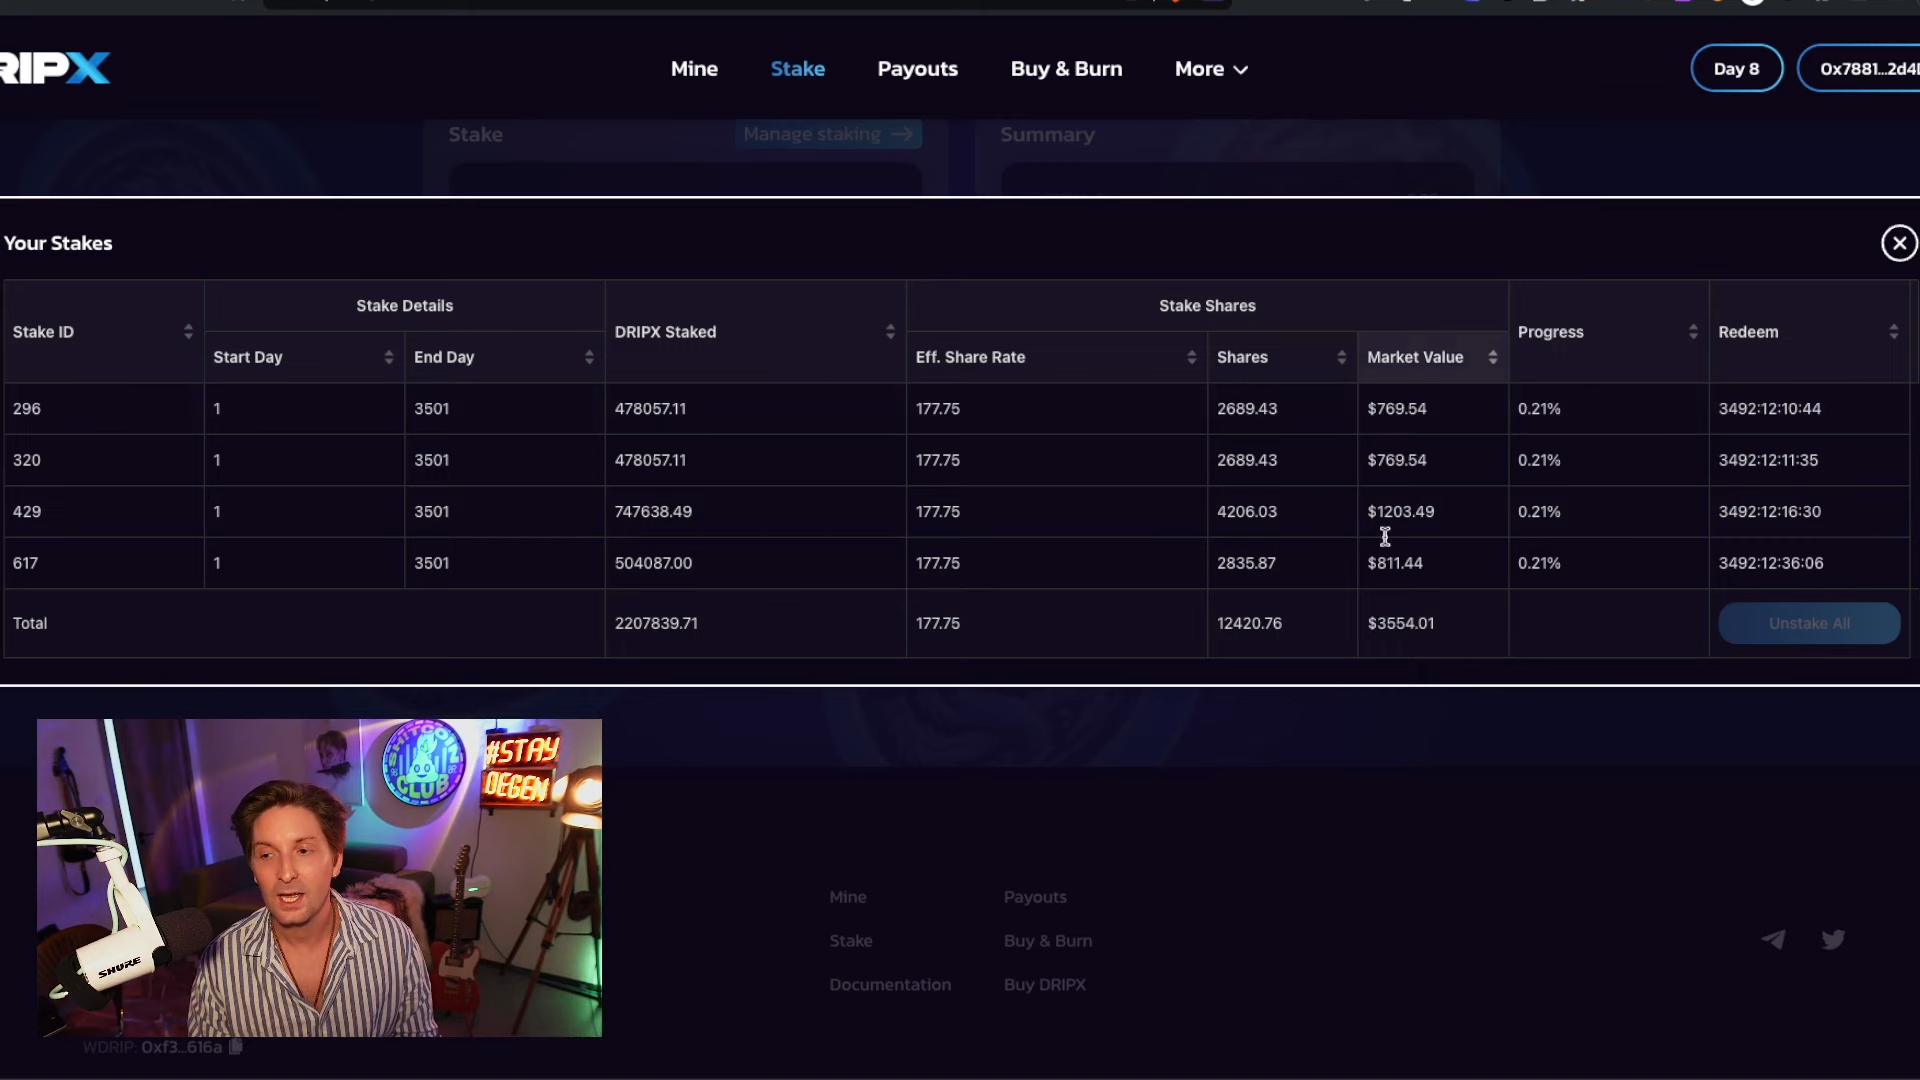 RIPX
Mine
Stake
Payouts
Buy & Burn
More
Day 8
0x7881...2d4
Stake
Manage staking →
Summary
Your Stakes
Stake ID
Stake Details
DRIPX Staked
Stake Shares
Progress
Redeem
Start Day
End Day
Eff. Share Rate
Shares
Market Value
296 1 3501 478057.11 177.75 2689.43 $769.54 0.21% 3492:12:10:44
320 1 3501 478057.11 177.75 2689.43 $769.54 0.21% 3492:12:11:35
429 1 3501 747638.49 177.75 4206.03 $1203.49 0.21% 3492:12:16:30
617 1 3501 504087.00 177.75 2835.87 $811.44 0.21% 3492:12:36:06
Total 2207839.71 177.75 12420.76 $3554.01 Unstake All
SHITCOIN
CLUB
#STAY
DEGEN
SHURE
Mine
Payouts
Stake
Buy & Burn
Documentation
Buy DRIPX
WDRIP: 0xf3...616a